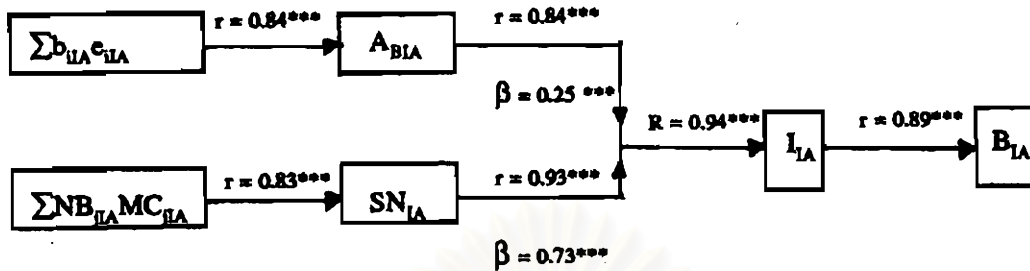 r = 0.84*** r = 0.84***
∑b_iIA e_iIA A_BIA
β = 0.25 ***
R = 0.94*** I_IA r = 0.89*** B_IA
∑NB_jIA MC_jIA r = 0.83*** SN_IA r = 0.93***
β = 0.73***